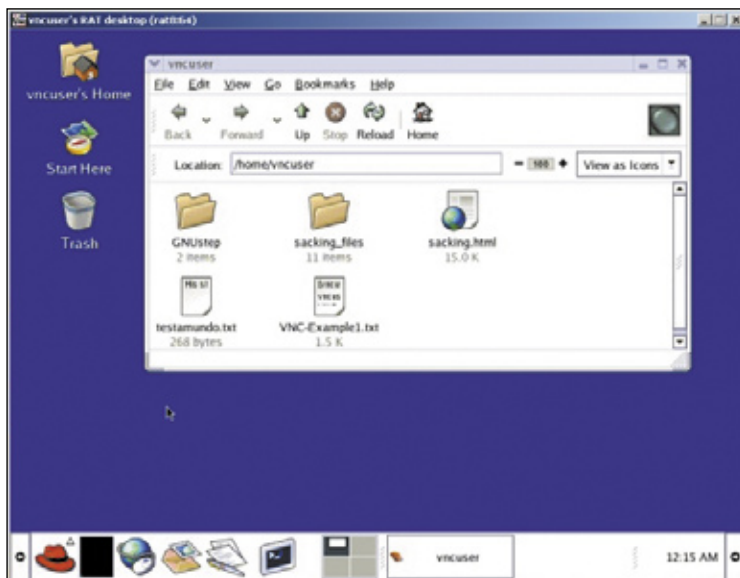 vncuser's RAT desktop (rat8:64)
vncuser's Home
Start Here
Trash
vncuser
File Edit View Go Bookmarks Help
Back Forward Up Stop Reload Home
Location: /home/vncuser 100 View as Icons
GNUstep
2 items
sacking_files
11 items
sacking.html
15.0 K
testamundo.txt
268 bytes
VNC-Example1.txt
1.5 K
vncuser
12:15 AM